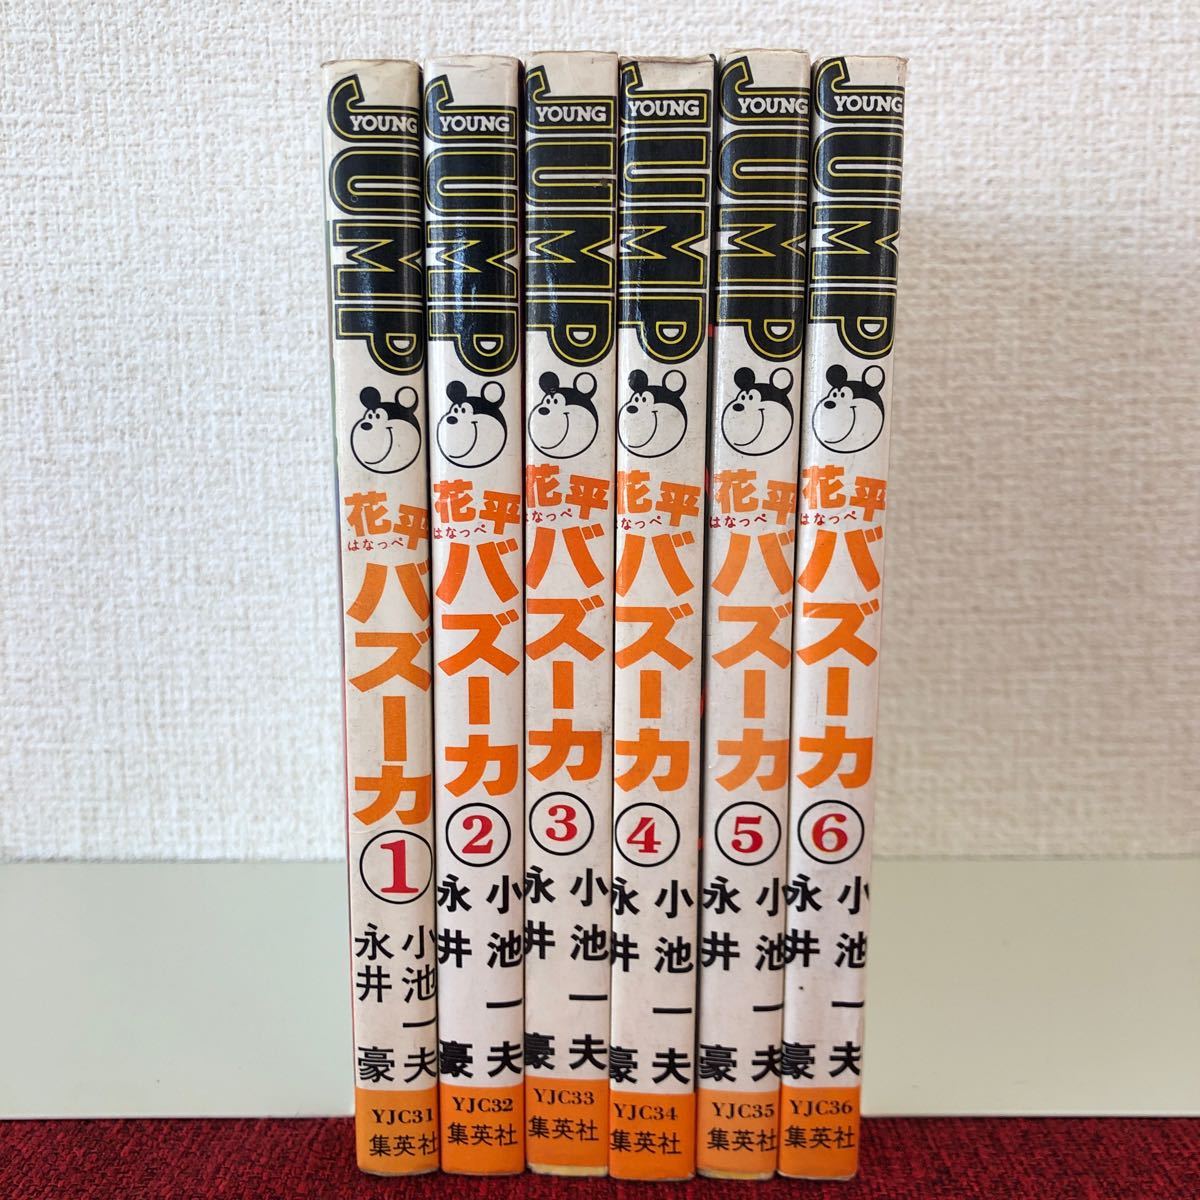 YOUNG
JUMP
花平
はなっぺ
バズーカ
1
小池一夫
永井豪
YJC31
集英社
YOUNG
JUMP
花平
はなっぺ
バズーカ
2
小池一夫
永井豪
YJC32
集英社
YOUNG
JUMP
花平
はなっぺ
バズーカ
3
小池一夫
永井豪
YJC33
集英社
YOUNG
JUMP
花平
なっぺ
バズーカ
4
小池一夫
永井豪
YJC34
集英社
YOUNG
JUMP
花平
はなっぺ
バズーカ
5
小池一夫
永井豪
YJC35
集英社
YOUNG
JUMP
花平
はなっぺ
バズーカ
6
小池一夫
永井豪
YJC36
集英社